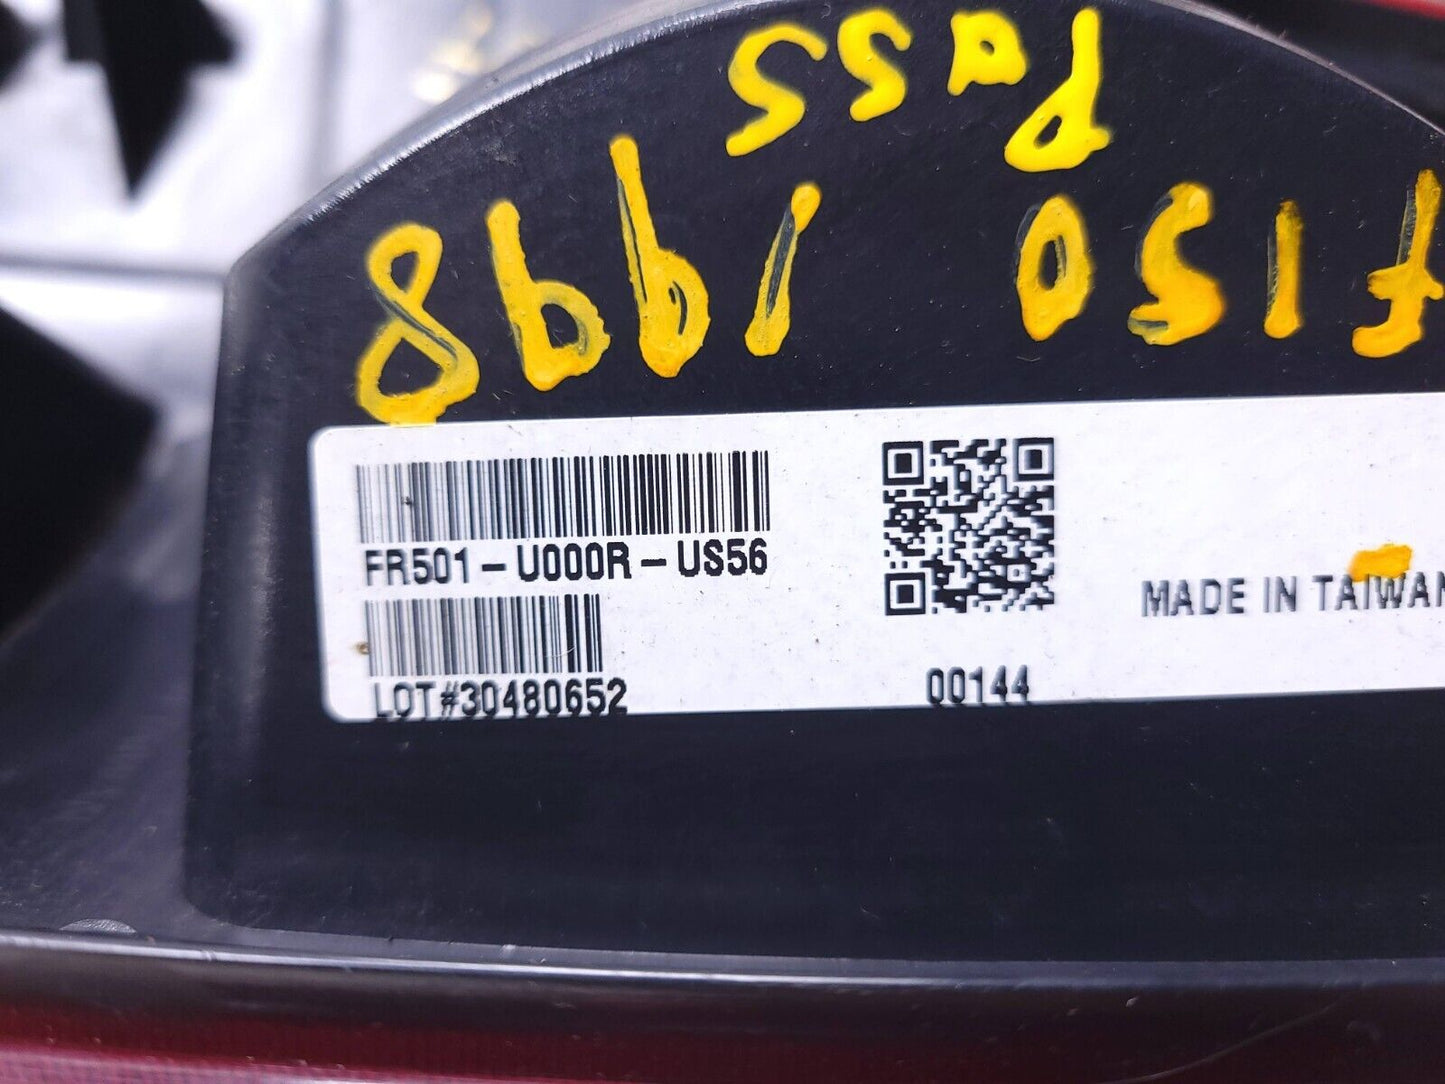 Pass
F150 1998
FR501-U000R-US56
LOT#30480652
00144
MADE IN TAIWAN